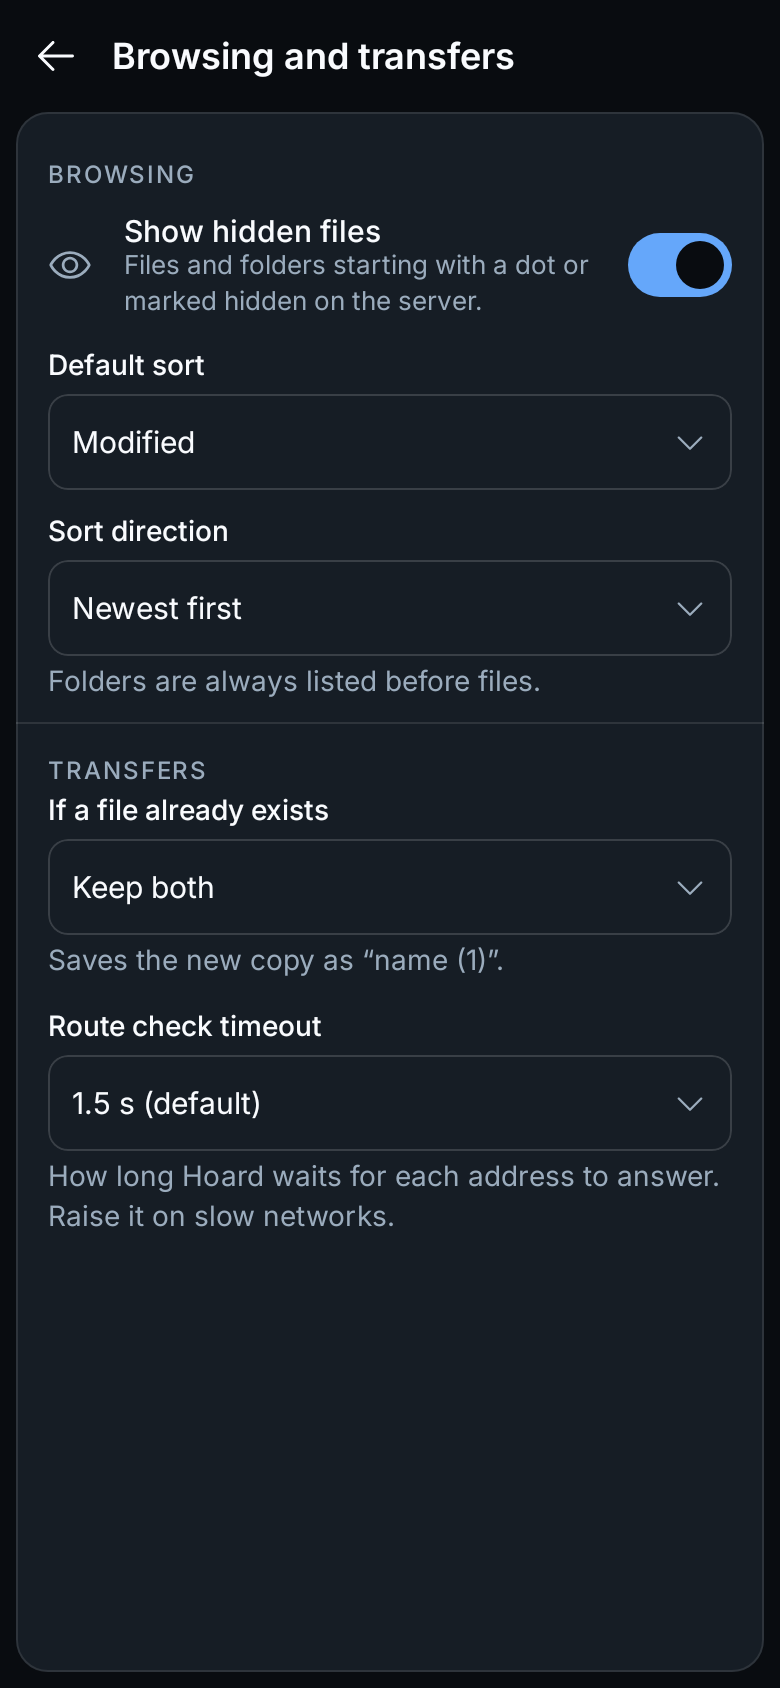 Browsing and transfers
BROWSING
Show hidden files
Files and folders starting with a dot or
marked hidden on the server.
Default sort
Modified
Sort direction
Newest first
Folders are always listed before files.
TRANSFERS
If a file already exists
Keep both
Saves the new copy as “name (1)”.
Route check timeout
1.5 s (default)
How long Hoard waits for each address to answer.
Raise it on slow networks.